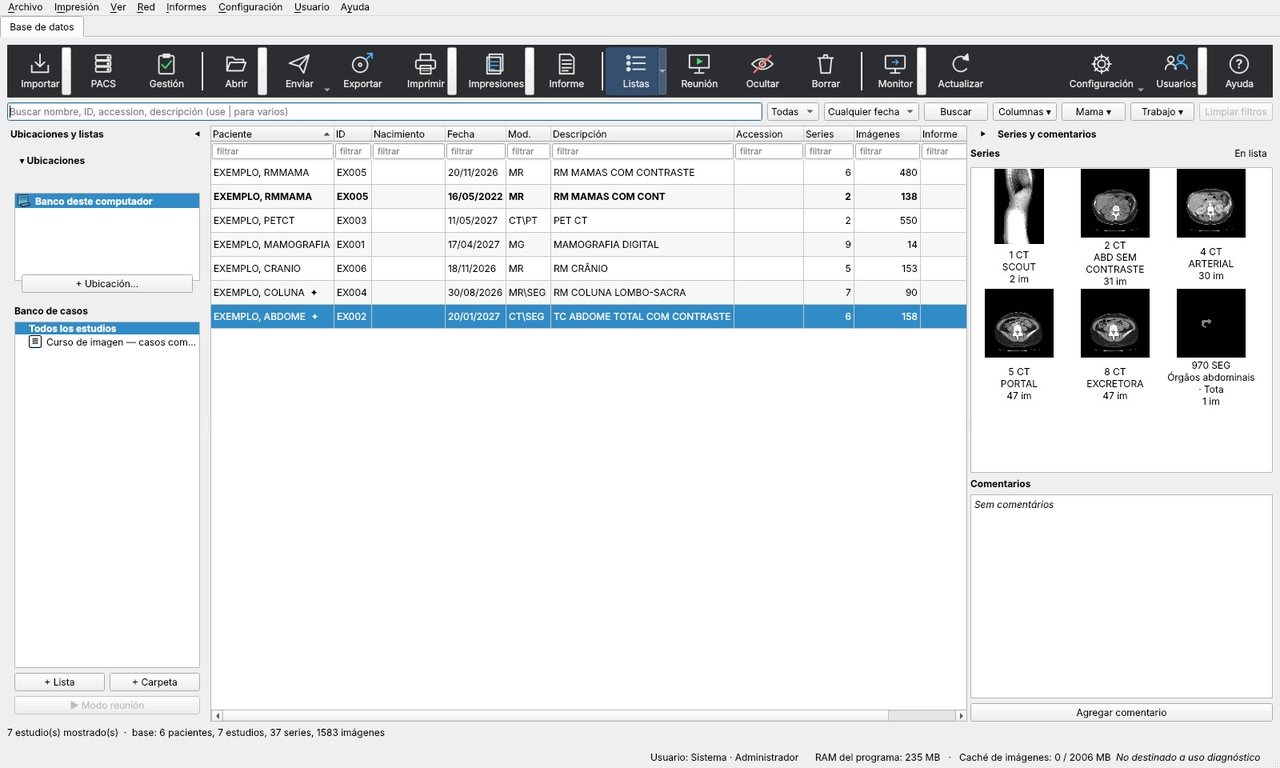 Archivo Impresión Ver Red Informes Configuración Usuario Ayuda
Base de datos
Importar PACS Gestión Abrir Enviar Exportar Imprimir Impresiones Informe Listas Reunión Ocultar Borrar Monitor Actualizar Configuración Usuarios Ayuda
Buscar nombre, ID, accession, descripción (use | para varios) Todas Cualquier fecha Buscar Columnas ▾ Mama ▾ Trabajo ▾ Limpiar filtros
Ubicaciones y listas
▾ Ubicaciones
Banco deste computador
+ Ubicación...
Banco de casos
Todos los estudios
Curso de imagen — casos com...
+ Lista + Carpeta
▶ Modo reunión
Paciente ID Nacimiento Fecha Mod. Descripción Accession Series Imágenes Informe
filtrar filtrar filtrar filtrar filtrar filtrar filtrar filtrar filtrar filtrar
EXEMPLO, RMMAMA EX005 20/11/2026 MR RM MAMAS COM CONTRASTE 6 480
EXEMPLO, RMMAMA EX005 16/05/2022 MR RM MAMAS COM CONT 2 138
EXEMPLO, PETCT EX003 11/05/2027 CT\PT PET CT 2 550
EXEMPLO, MAMOGRAFIA EX001 17/04/2027 MG MAMOGRAFIA DIGITAL 9 14
EXEMPLO, CRANIO EX006 18/11/2026 MR RM CRÂNIO 5 153
EXEMPLO, COLUNA ✦ EX004 30/08/2026 MR\SEG RM COLUNA LOMBO-SACRA 7 90
EXEMPLO, ABDOME ✦ EX002 20/01/2027 CT\SEG TC ABDOME TOTAL COM CONTRASTE 6 158
Series y comentarios
Series En lista
1 CT
SCOUT
2 im
2 CT
ABD SEM
CONTRASTE
31 im
4 CT
ARTERIAL
30 im
5 CT
PORTAL
47 im
8 CT
EXCRETORA
47 im
970 SEG
Órgãos abdominais
· Tota
1 im
Comentarios
Sem comentários
Agregar comentario
7 estudio(s) mostrado(s) · base: 6 pacientes, 7 estudios, 37 series, 1583 imágenes
Usuario: Sistema · Administrador RAM del programa: 235 MB · Caché de imágenes: 0 / 2006 MB No destinado a uso diagnóstico